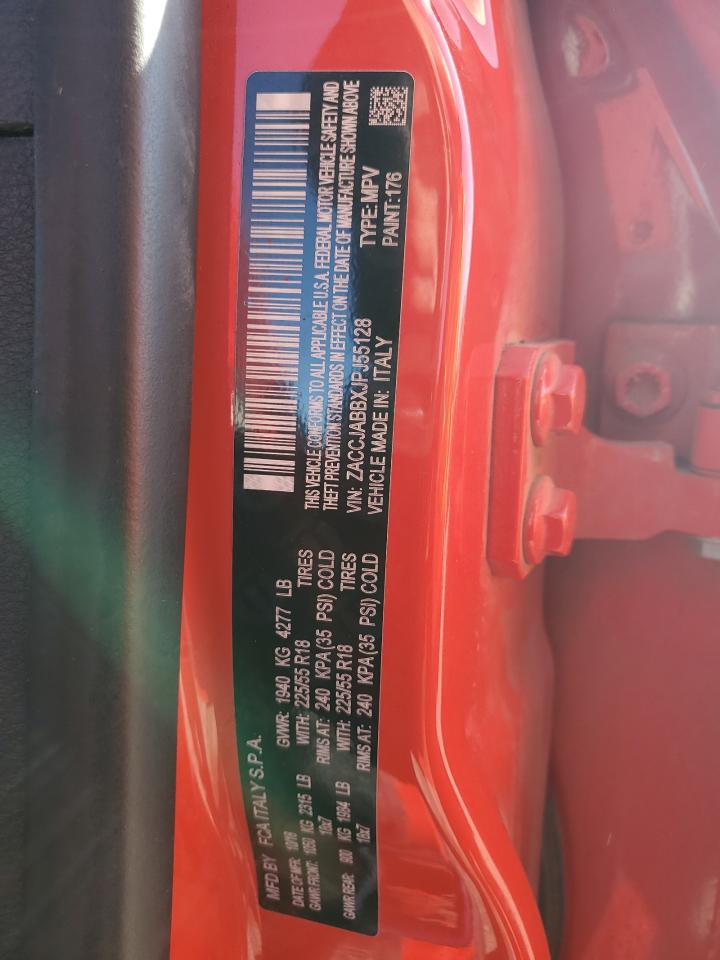 MFD.BY FCA ITALY S.P.A.
DATE OF MFR: 10/18 GVWR: 1940 KG 4277 LB
GAWR FRONT: 1050 KG 2315 LB WITH: 225/55 R18 TIRES
18x7 RIMS AT: 240 KPA (35 PSI) COLD
GAWR REAR: 900 KG 1984 LB WITH: 225/55 R18 TIRES
18x7 RIMS AT: 240 KPA (35 PSI) COLD
THIS VEHICLE CONFORMS TO ALL APPLICABLE U.S.A. FEDERAL MOTOR VEHICLE SAFETY AND
THEFT PREVENTION STANDARDS IN EFFECT ON THE DATE OF MANUFACTURE SHOWN ABOVE
VIN: ZACCJABBXJPJ55128 TYPE: MPV
VEHICLE MADE IN: ITALY PAINT: 176